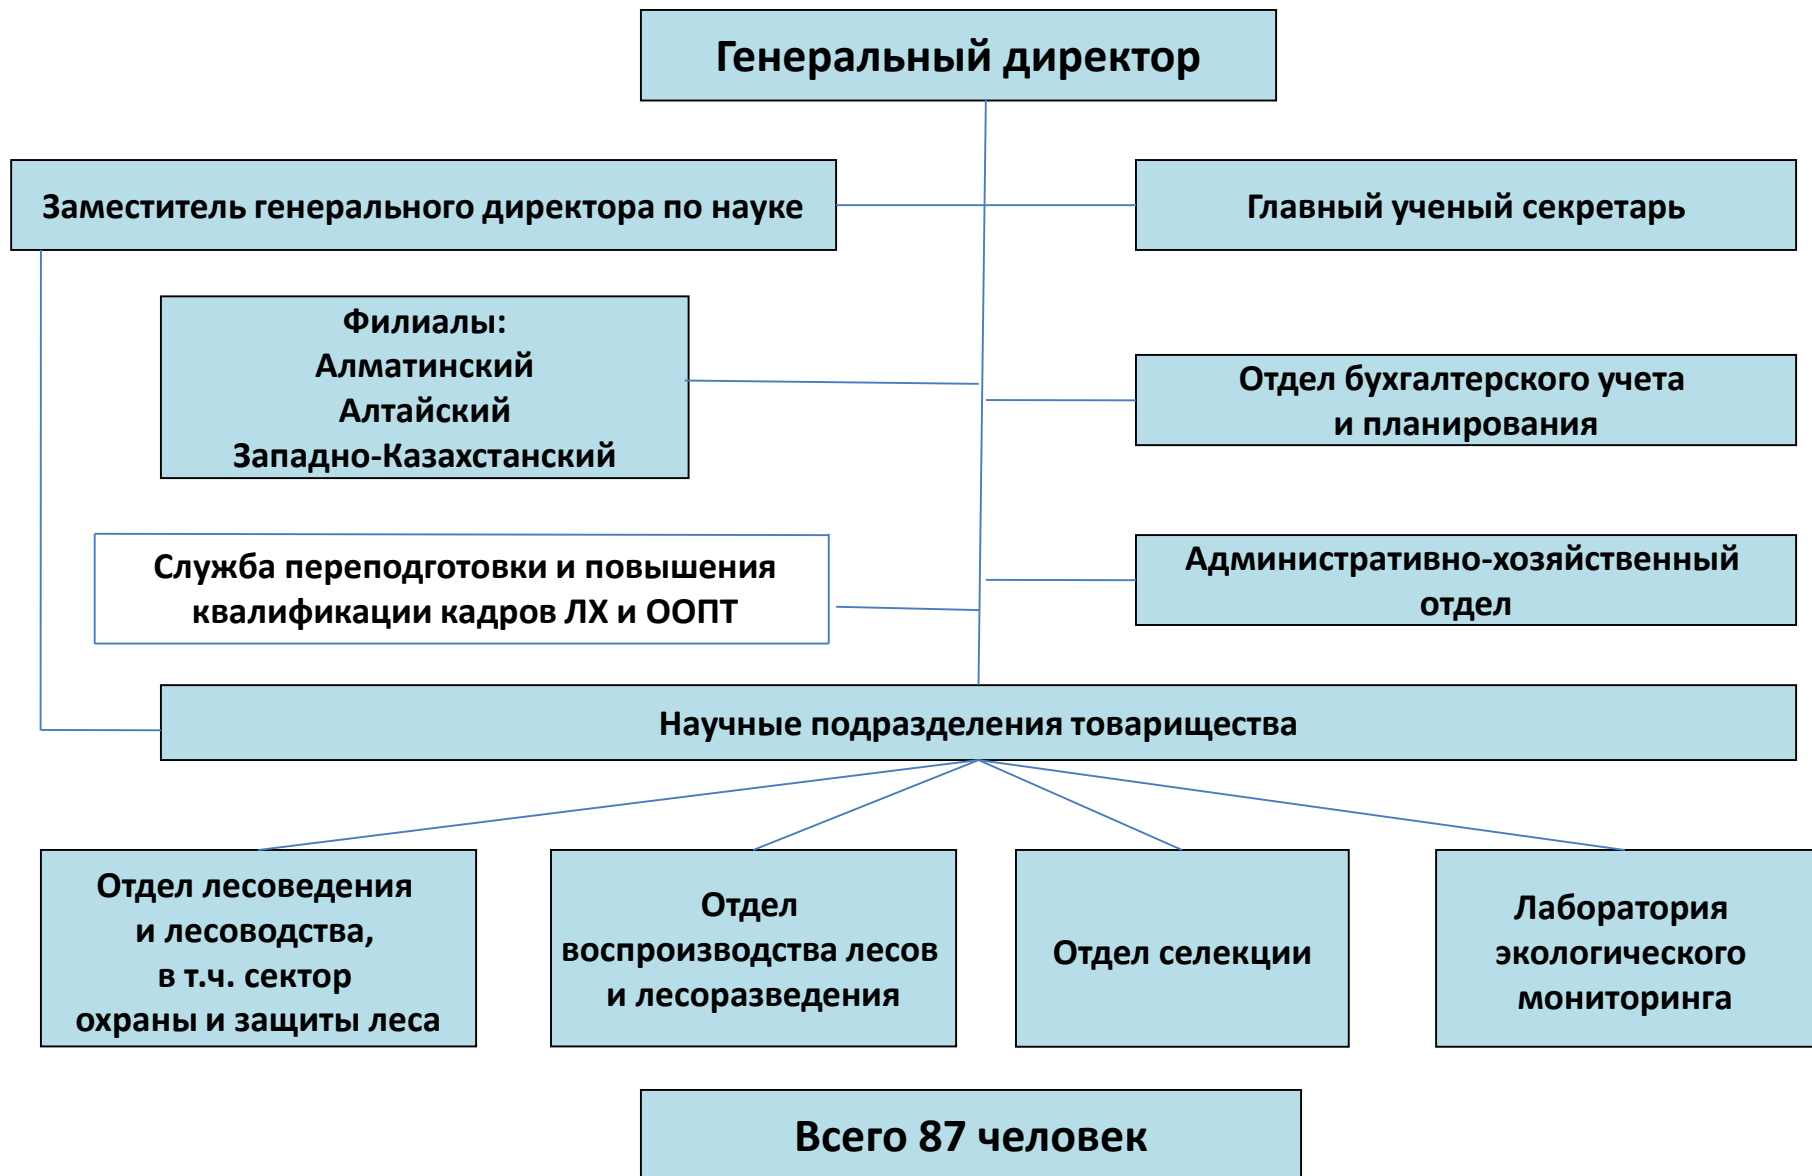 Генеральный директор
Заместитель генерального директора по науке
Главный ученый секретарь
Филиалы:
Алматинский
Алтайский
Западно-Казахстанский
Отдел бухгалтерского учета
и планирования
Служба переподготовки и повышения
квалификации кадров ЛХ и ООПТ
Административно-хозяйственный
отдел
Научные подразделения товарищества
Отдел лесоведения
и лесоводства,
в т.ч. сектор
охраны и защиты леса
Отдел
воспроизводства лесов
и лесоразведения
Отдел селекции
Лаборатория
экологического
мониторинга
Всего 87 человек